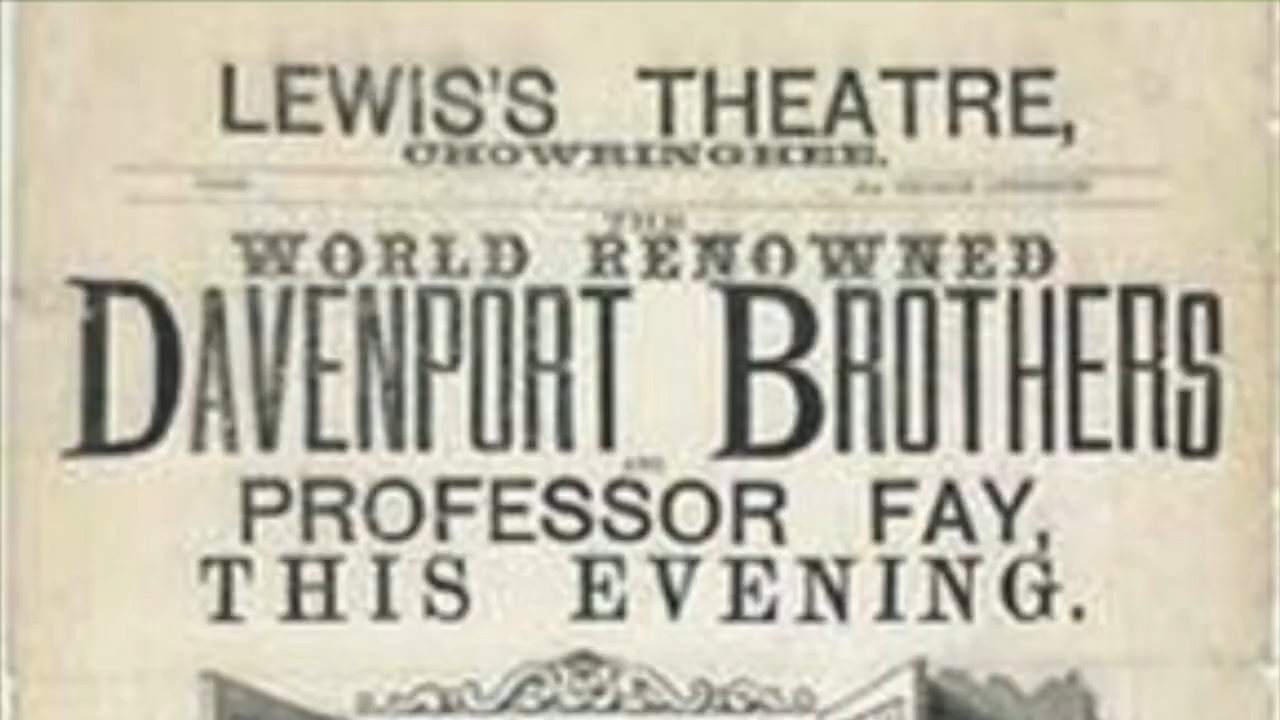 LEWIS'S THEATRE,
CHOWRINGHEE.
THE
WORLD RENOWNED
DAVENPORT BROTHERS
AND
PROFESSOR FAY,
THIS EVENING.